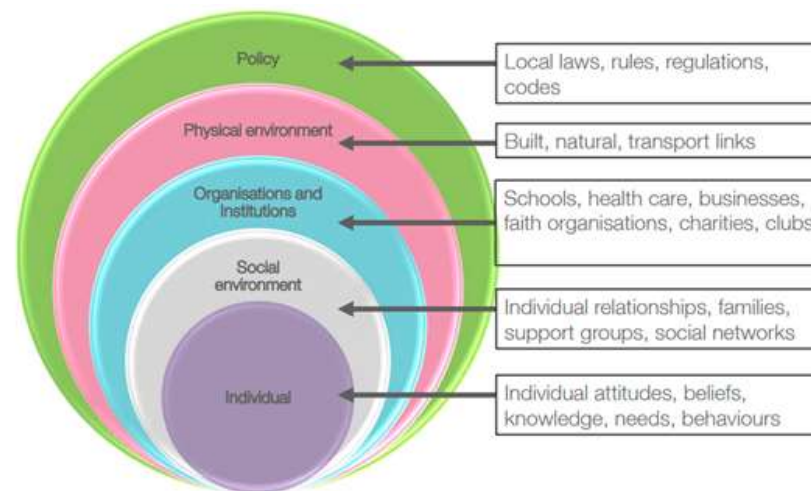 Policy
Local laws, rules, regulations,
codes
Physical environment
Built, natural, transport links
Organisations and
Institutions
Schools, health care, businesses,
faith organisations, charities, clubs
Social
environment
Individual relationships, families,
support groups, social networks
Individual
Individual attitudes, beliefs,
knowledge, needs, behaviours